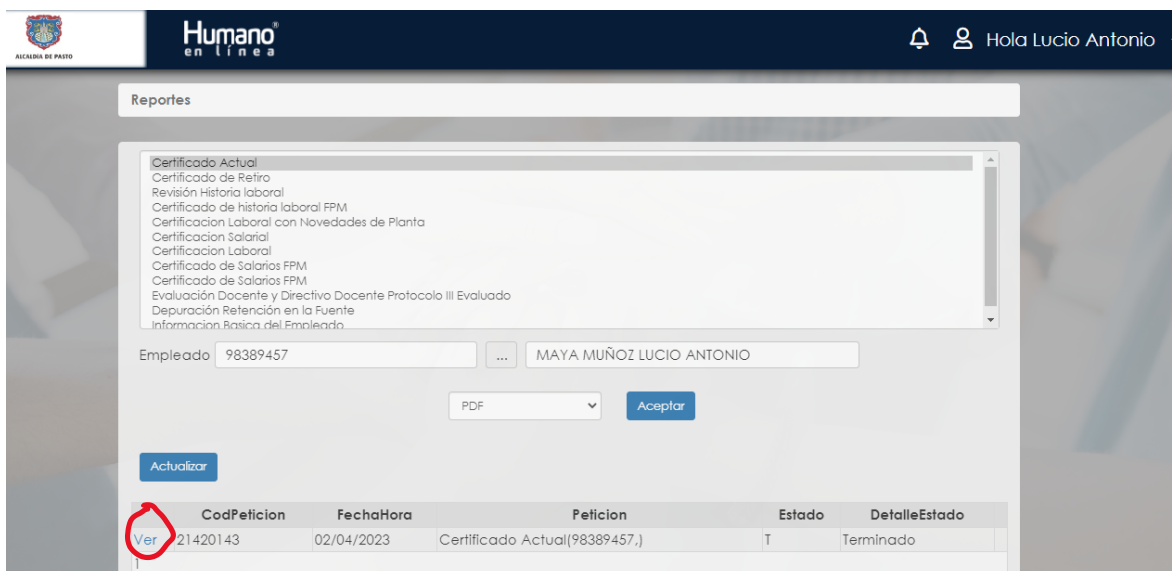 ALCALDIA DE PASTO
Humano®
en línea
Hola Lucio Antonio
Reportes
Certificado Actual
Certificado de Retiro
Revisión Historia laboral
Certificado de historia laboral FPM
Certificacion Laboral con Novedades de Planta
Certificacion Salarial
Certificacion Laboral
Certificado de Salarios FPM
Certificado de Salarios FPM
Evaluación Docente y Directivo Docente Protocolo III Evaluado
Depuración Retención en la Fuente
Informacion Basica del Empleado
Empleado 98389457 ... MAYA MUÑOZ LUCIO ANTONIO
PDF Aceptar
Actualizar
CodPeticion FechaHora Peticion Estado DetalleEstado
Ver 21420143 02/04/2023 Certificado Actual(98389457,) T Terminado
1